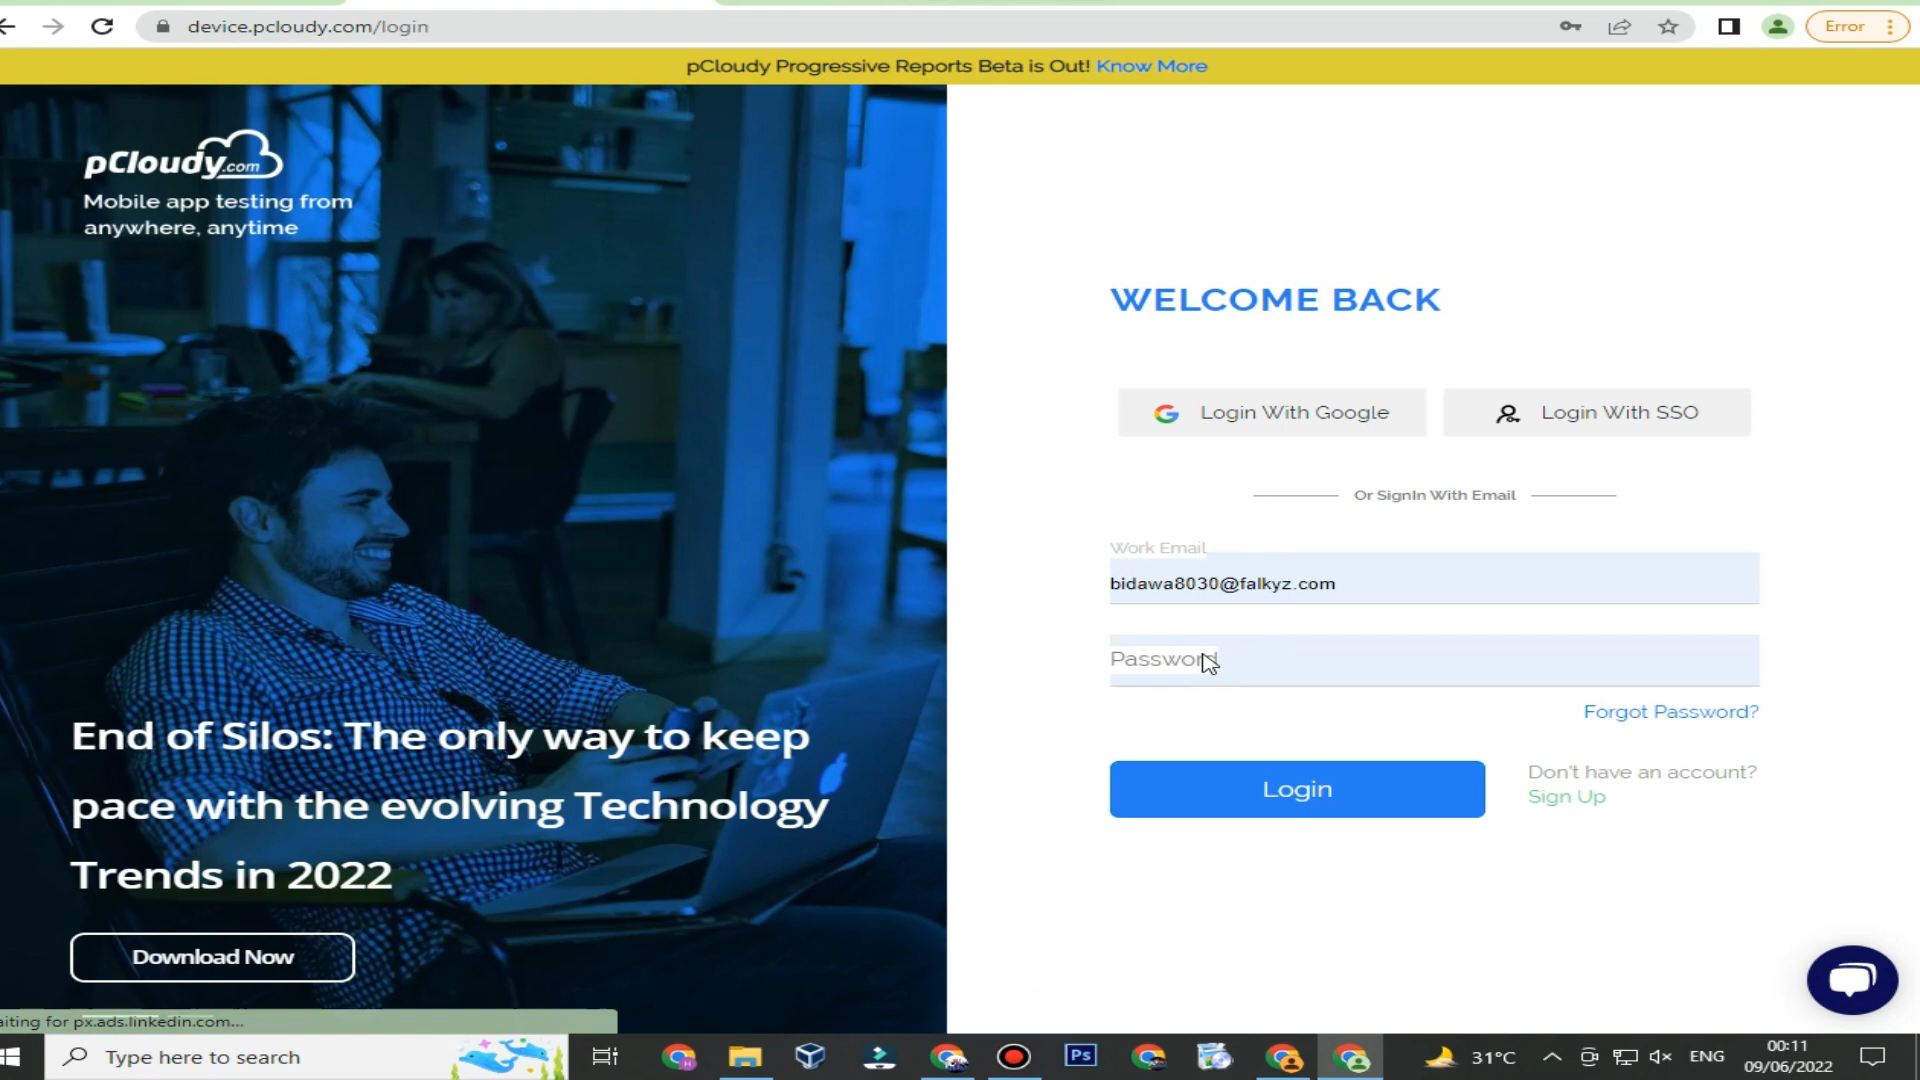 device.pcloudy.com/login
Error
pCloudy Progressive Reports Beta is Out! Know More
pCloudy.com
Mobile app testing from
anywhere, anytime
End of Silos: The only way to keep
pace with the evolving Technology
Trends in 2022
Download Now
WELCOME BACK
Login With Google
Login With SSO
Or SignIn With Email
Work Email
bidawa8030@falkyz.com
Password
Forgot Password?
Login
Don't have an account?
Sign Up
aiting for px.ads.linkedin.com...
Type here to search
Ps
31°C
ENG
00:11
09/06/2022